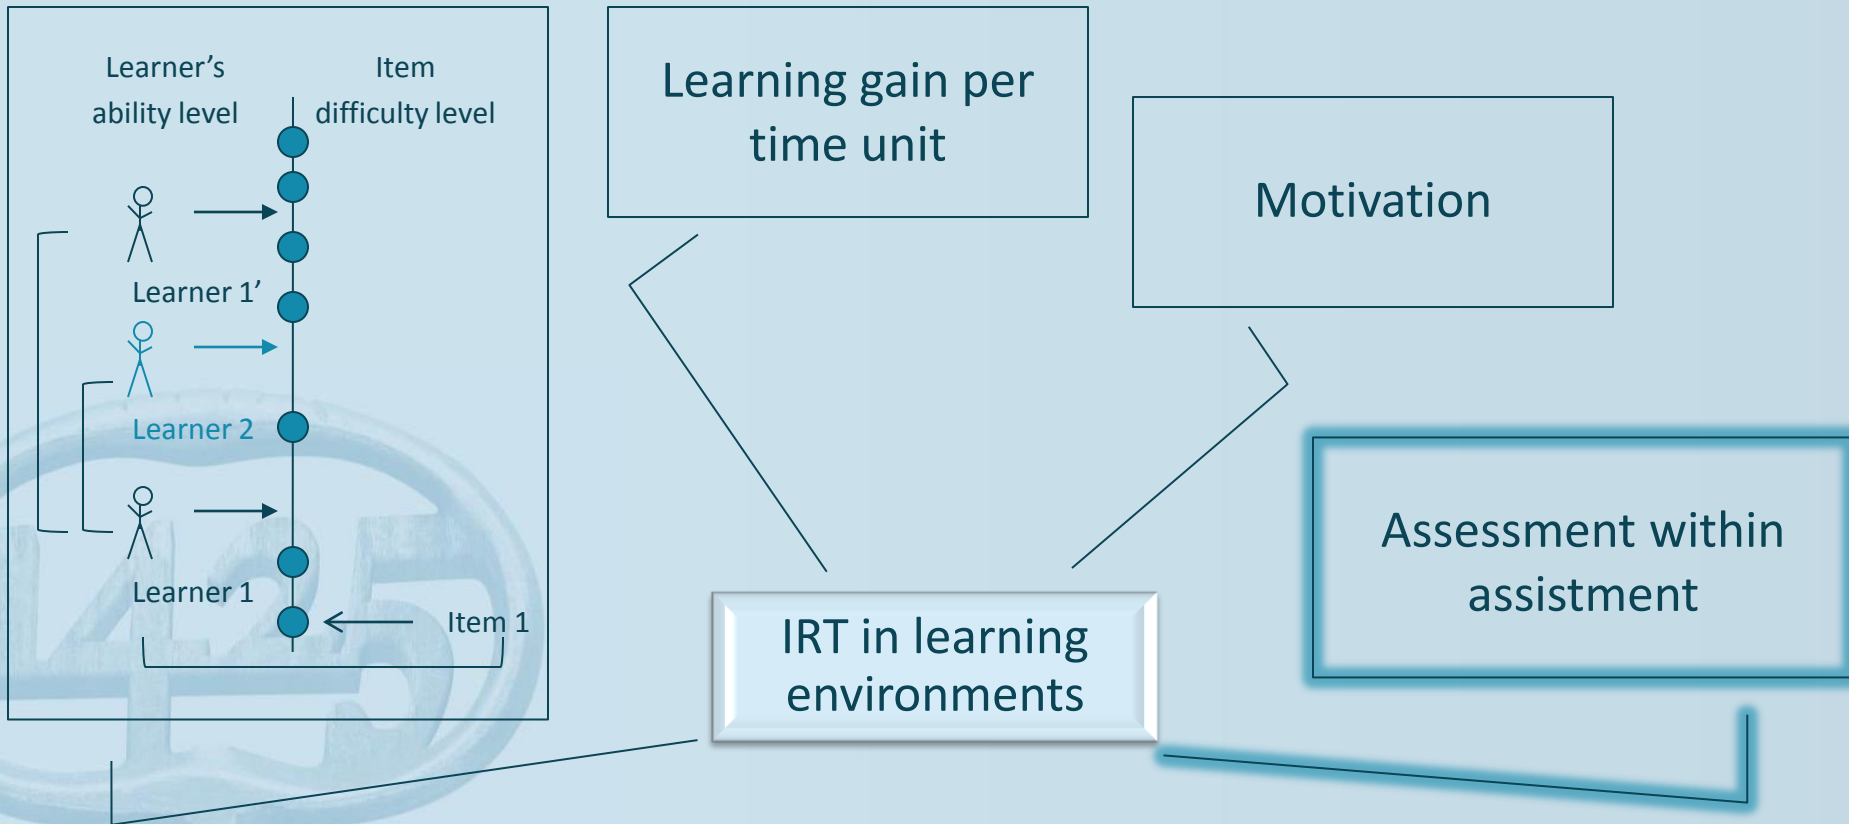 Learner's
ability level
Item
difficulty level
Learner 1'
Learner 2
Learner 1
Item 1
Learning gain per
time unit
Motivation
Assessment within
assistment
IRT in learning
environments
1425